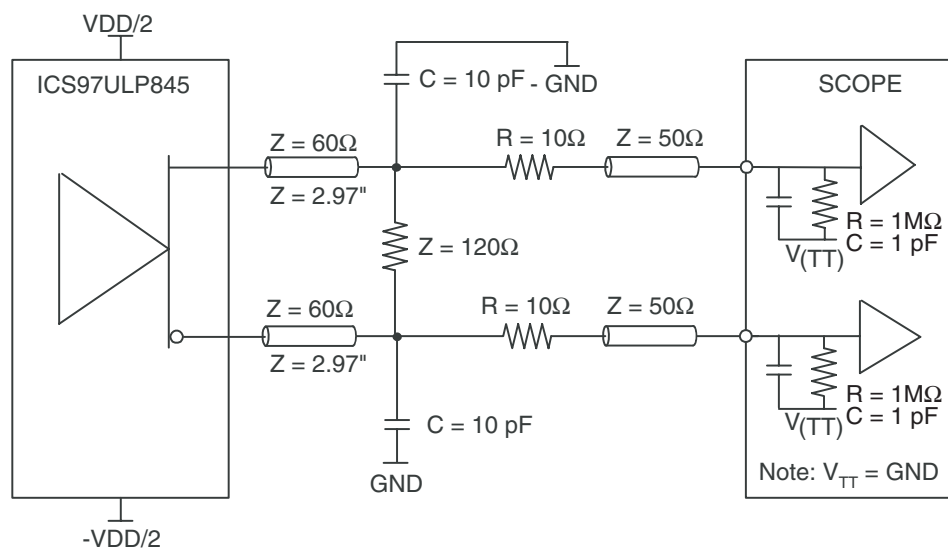 VDD/2
ICS97ULP845
C = 10 pF
- GND
SCOPE
Z = 60Ω
R = 10Ω
Z = 50Ω
Z = 2.97"
R = 1MΩ
C = 1 pF
V(TT)
Z = 120Ω
Z = 60Ω
R = 10Ω
Z = 50Ω
Z = 2.97"
R = 1MΩ
C = 1 pF
V(TT)
C = 10 pF
GND
Note: VTT = GND
-VDD/2